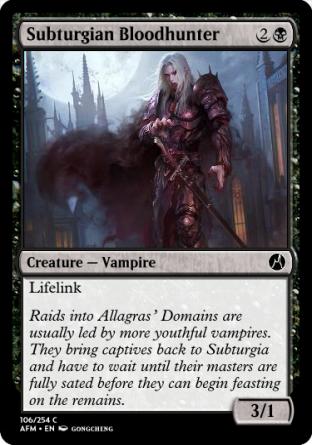 Subturgian Bloodhunter 2
Creature — Vampire
Lifelink
Raids into Allagras' Domains are
usually led by more youthful vampires.
They bring captives back to Subturgia
and have to wait until their masters are
fully sated before they can begin feasting
on the remains.
3/1
106/254 C
AFM • EN GONGCHENG